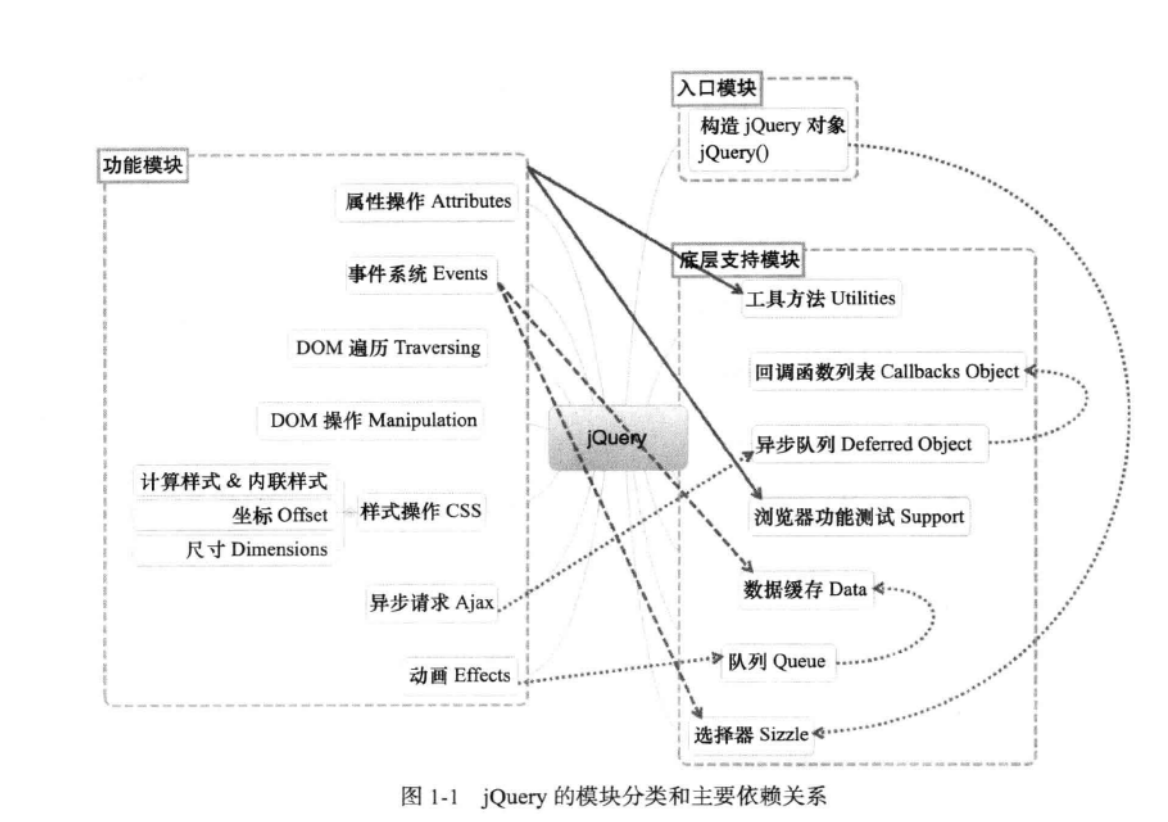 入口模块
构造 jQuery 对象
jQuery()
功能模块
属性操作 Attributes
事件系统 Events
DOM 遍历 Traversing
DOM 操作 Manipulation
计算样式 & 内联样式
坐标 Offset
尺寸 Dimensions
样式操作 CSS
异步请求 Ajax
动画 Effects
jQuery
底层支持模块
工具方法 Utilities
回调函数列表 Callbacks Object
异步队列 Deferred Object
浏览器功能测试 Support
数据缓存 Data
队列 Queue
选择器 Sizzle
图 1-1 jQuery 的模块分类和主要依赖关系